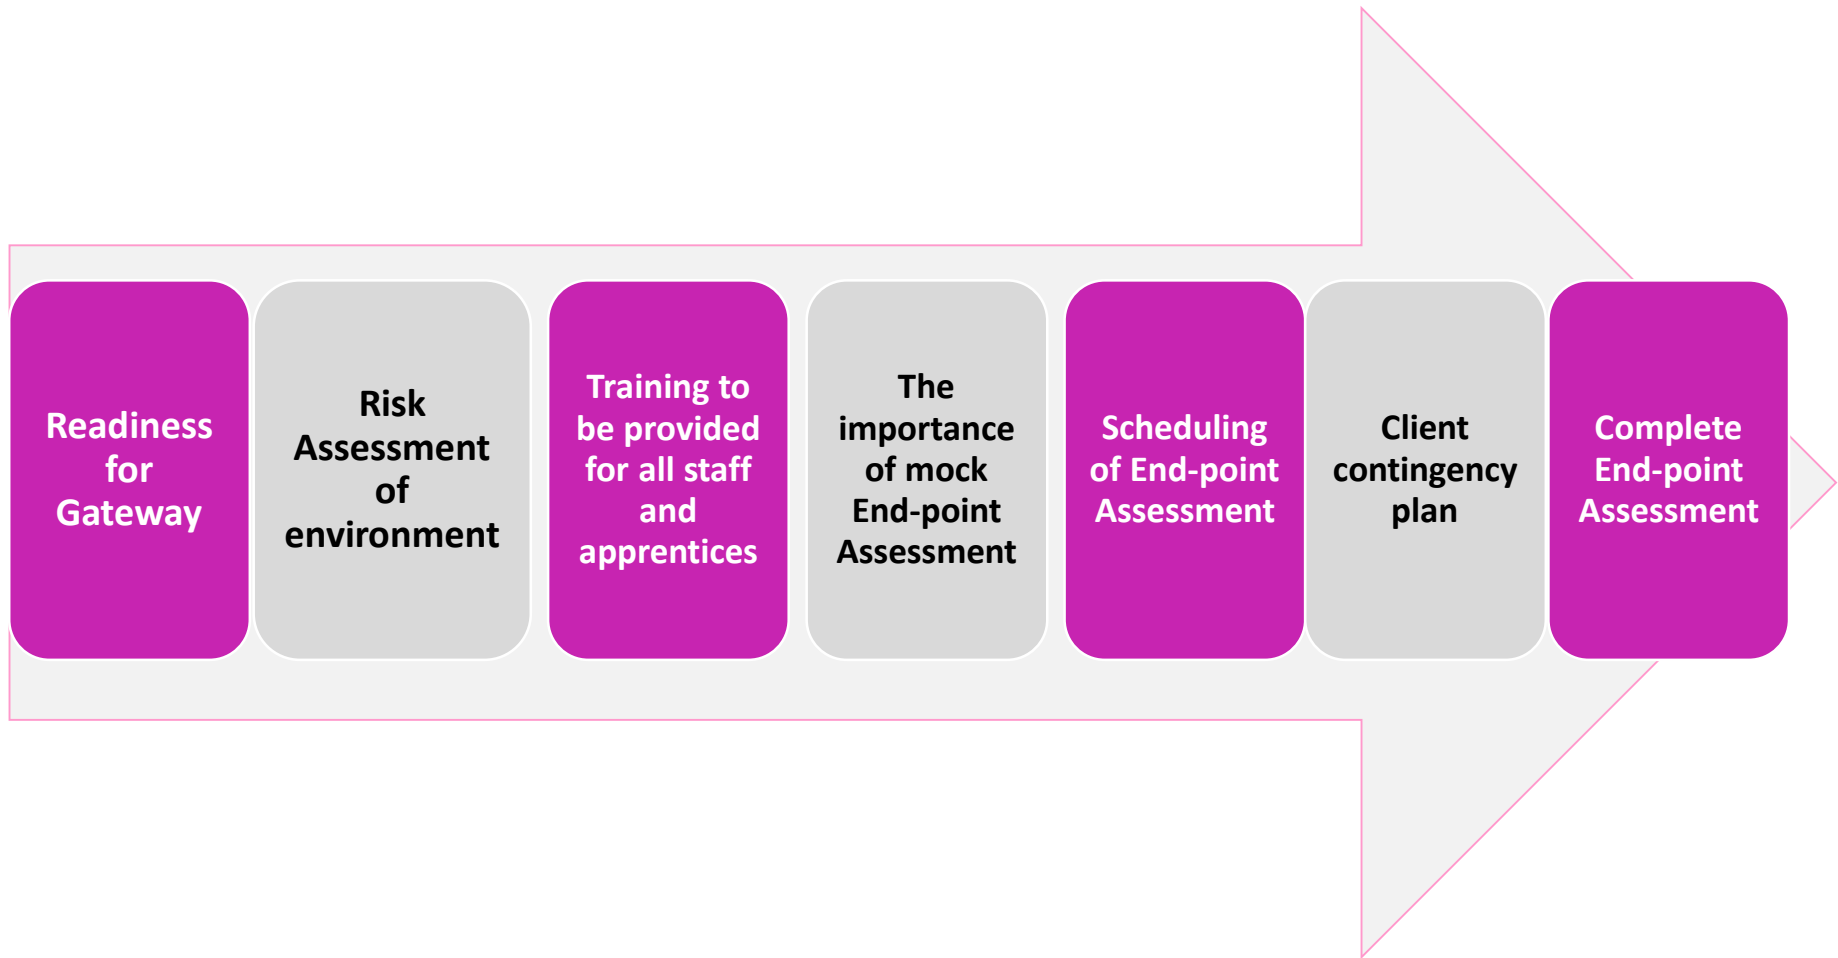 Readiness
for
Gateway
Risk
Assessment
of
environment
Training to
be provided
for all staff
and
apprentices
The
importance
of mock
End-point
Assessment
Scheduling
of End-point
Assessment
Client
contingency
plan
Complete
End-point
Assessment